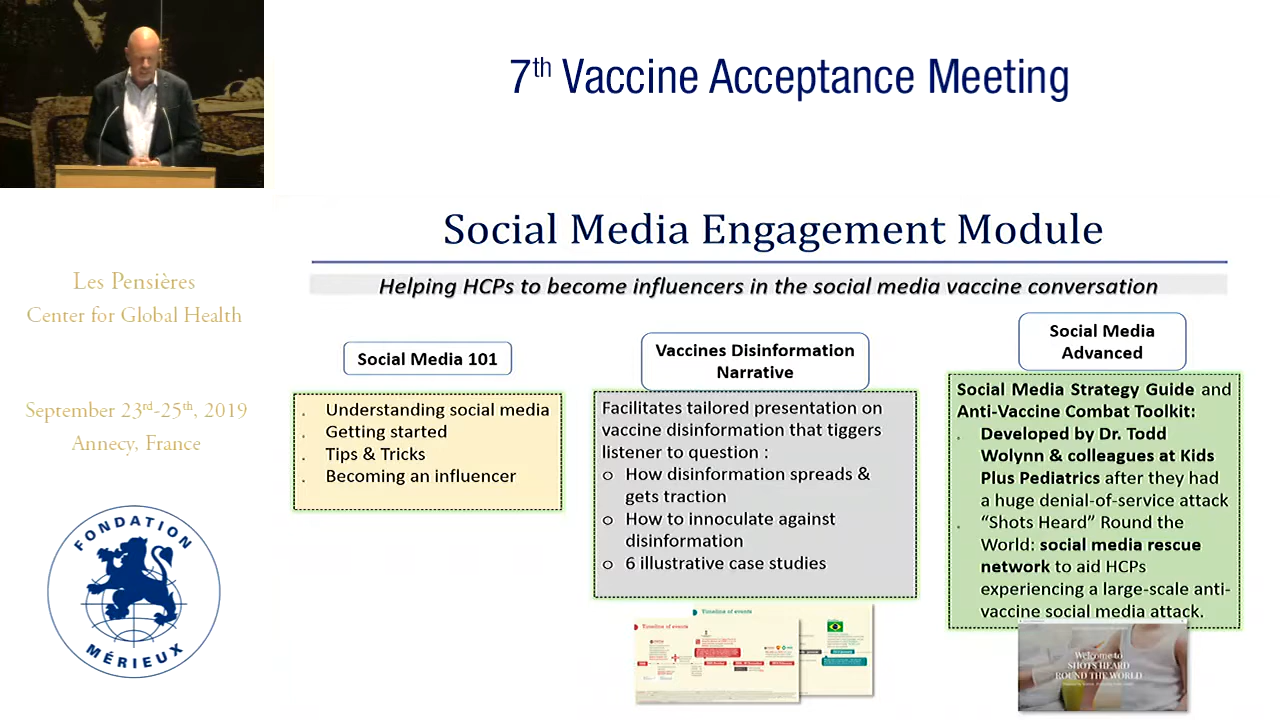 7th Vaccine Acceptance Meeting
Les Pensières
Center for Global Health
September 23rd-25th, 2019
Annecy, France
FONDATION
MÉRIEUX
Social Media Engagement Module
Helping HCPs to become influencers in the social media vaccine conversation
Social Media 101
. Understanding social media
. Getting started
. Tips & Tricks
. Becoming an influencer
Vaccines Disinformation
Narrative
Facilitates tailored presentation on
vaccine disinformation that tiggers
listener to question :
o How disinformation spreads &
gets traction
o How to innoculate against
disinformation
o 6 illustrative case studies
Timeline of events
Timeline of events
Social Media
Advanced
Social Media Strategy Guide and
Anti-Vaccine Combat Toolkit:
. Developed by Dr. Todd
Wolynn & colleagues at Kids
Plus Pediatrics after they had
a huge denial-of-service attack
. “Shots Heard” Round the
World: social media rescue
network to aid HCPs
experiencing a large-scale anti-
vaccine social media attack.
Welcome to
SHOTS HEARD
ROUND THE WORLD